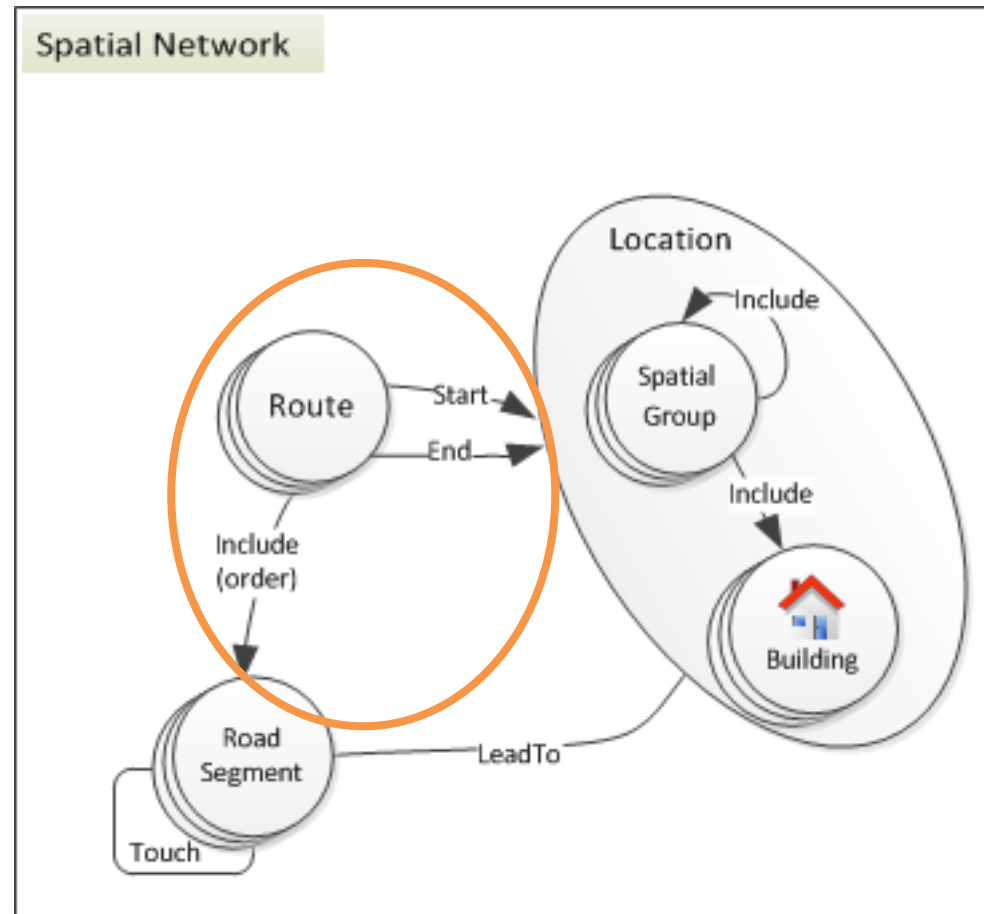 Spatial Network
Location
Include
Spatial
Group
Route
Start
End
Include
Include
(order)
Building
Road
Segment
LeadTo
Touch